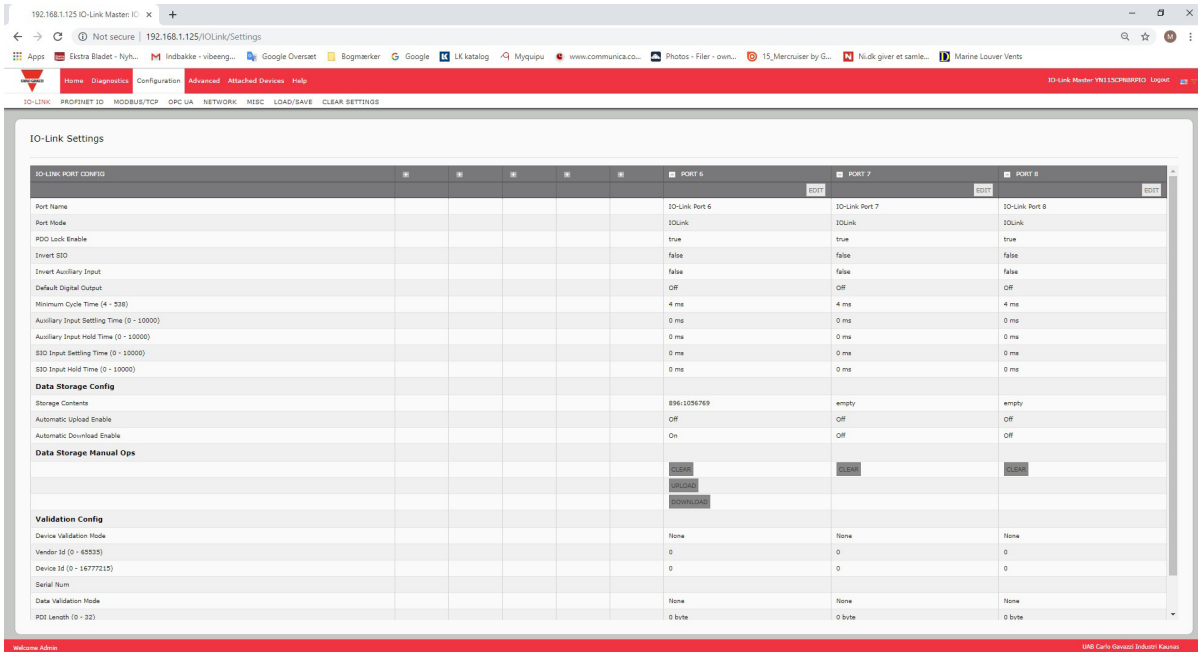 192.168.1.125 IO-Link Master: IO
Not secure | 192.168.1.125/IOLink/Settings
Apps Ekstra Bladet - Nyh... Indbakke - vibeeng... Google Oversæt Bogmærker Google LK katalog Myquipu www.communica.co... Photos - Filer - own... 15_Mercruiser by G... Ni.dk giver et samle... Marine Louver Vents
CARLO GAVAZZI Home Diagnostics Configuration Advanced Attached Devices Help IO-Link Master YN115CPN8RPIO Logout
IO-LINK PROFINET IO MODBUS/TCP OPC UA NETWORK MISC LOAD/SAVE CLEAR SETTINGS
IO-Link Settings
IO-LINK PORT CONFIG PORT 6 PORT 7 PORT 8
EDIT EDIT EDIT
Port Name IO-Link Port 6 IO-Link Port 7 IO-Link Port 8
Port Mode IOLink IOLink IOLink
PDO Lock Enable true true true
Invert SIO false false false
Invert Auxiliary Input false false false
Default Digital Output Off Off Off
Minimum Cycle Time (4 - 538) 4 ms 4 ms 4 ms
Auxiliary Input Settling Time (0 - 10000) 0 ms 0 ms 0 ms
Auxiliary Input Hold Time (0 - 10000) 0 ms 0 ms 0 ms
SIO Input Settling Time (0 - 10000) 0 ms 0 ms 0 ms
SIO Input Hold Time (0 - 10000) 0 ms 0 ms 0 ms
Data Storage Config
Storage Contents 896:1056769 empty empty
Automatic Upload Enable Off Off Off
Automatic Download Enable On Off Off
Data Storage Manual Ops
CLEAR CLEAR CLEAR
UPLOAD
DOWNLOAD
Validation Config
Device Validation Mode None None None
Vendor Id (0 - 65535) 0 0 0
Device Id (0 - 16777215) 0 0 0
Serial Num
Data Validation Mode None None None
PDI Length (0 - 32) 0 byte 0 byte 0 byte
Welcome Admin UAB Carlo Gavazzi Industri Kaunas